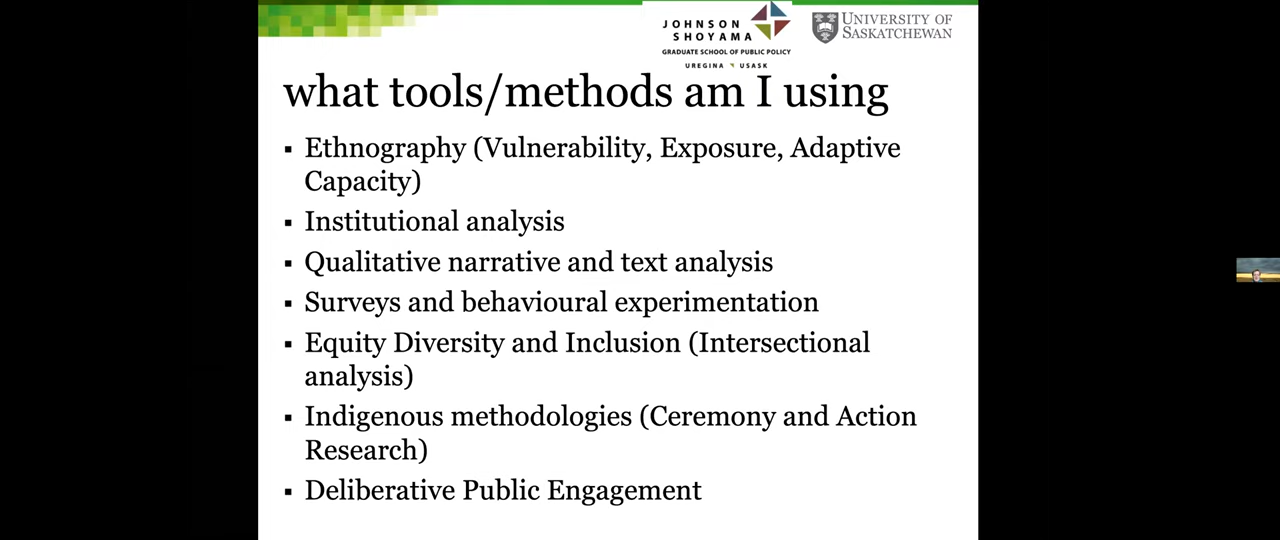 JOHNSON
SHOYAMA
GRADUATE SCHOOL OF PUBLIC POLICY
UREGINA USASK
UNIVERSITY OF
SASKATCHEWAN
what tools/methods am I using
▪ Ethnography (Vulnerability, Exposure, Adaptive
Capacity)
▪ Institutional analysis
▪ Qualitative narrative and text analysis
▪ Surveys and behavioural experimentation
▪ Equity Diversity and Inclusion (Intersectional
analysis)
▪ Indigenous methodologies (Ceremony and Action
Research)
▪ Deliberative Public Engagement